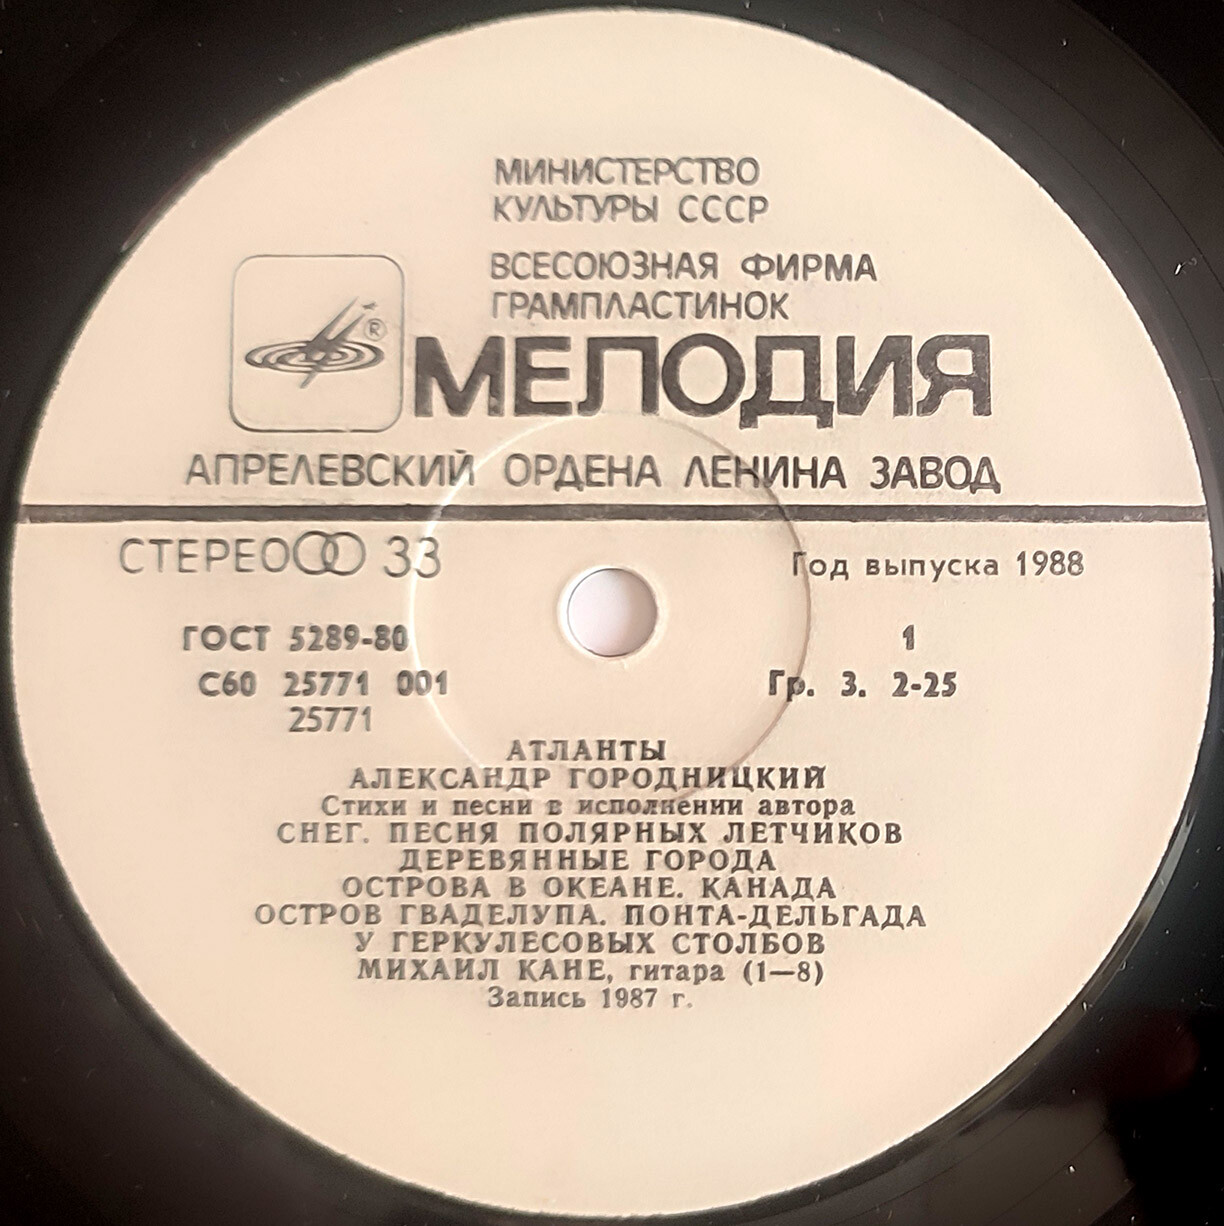 МИНИСТЕРСТВО
КУЛЬТУРЫ СССР
ВСЕСОЮЗНАЯ ФИРМА
ГРАМПЛАСТИНОК
®
МЕЛОДИЯ
АПРЕЛЕВСКИЙ ОРДЕНА ЛЕНИНА ЗАВОД
СТЕРЕО 33
Год выпуска 1988
ГОСТ 5289-80
1
С60 25771 001
Гр. 3. 2-25
25771
АТЛАНТЫ
АЛЕКСАНДР ГОРОДНИЦКИЙ
Стихи и песни в исполнении автора
СНЕГ. ПЕСНЯ ПОЛЯРНЫХ ЛЕТЧИКОВ
ДЕРЕВЯННЫЕ ГОРОДА
ОСТРОВА В ОКЕАНЕ. КАНАДА
ОСТРОВ ГВАДЕЛУПА. ПОНТА-ДЕЛЬГАДА
У ГЕРКУЛЕСОВЫХ СТОЛБОВ
МИХАИЛ КАНЕ, гитара (1—8)
Запись 1987 г.